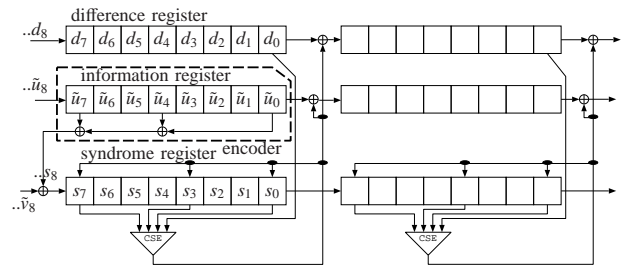 difference register
..d₈ d₇ d₆ d₅ d₄ d₃ d₂ d₁ d₀
information register
..ũ₈ ũ₇ ũ₆ ũ₅ ũ₄ ũ₃ ũ₂ ũ₁ ũ₀
encoder
syndrome register
..s₈
..ṽ₈ s₇ s₆ s₅ s₄ s₃ s₂ s₁ s₀
CSE CSE